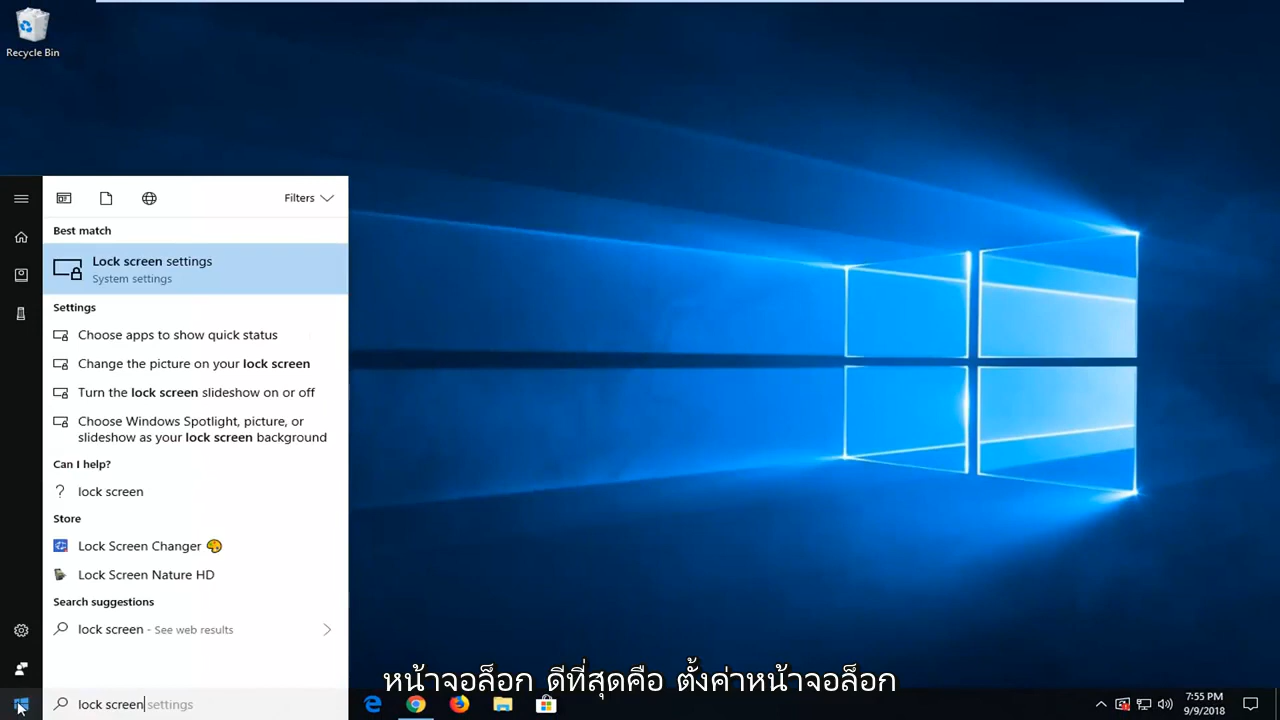 Recycle Bin
Filters
Best match
Lock screen settings
System settings
Settings
Choose apps to show quick status
Change the picture on your lock screen
Turn the lock screen slideshow on or off
Choose Windows Spotlight, picture, or
slideshow as your lock screen background
Can I help?
lock screen
Store
Lock Screen Changer
Lock Screen Nature HD
Search suggestions
lock screen - See web results
หน้าจอล็อก ดีที่สุดคือ ตั้งค่าหน้าจอล็อก
lock screen settings
7:55 PM
9/9/2018